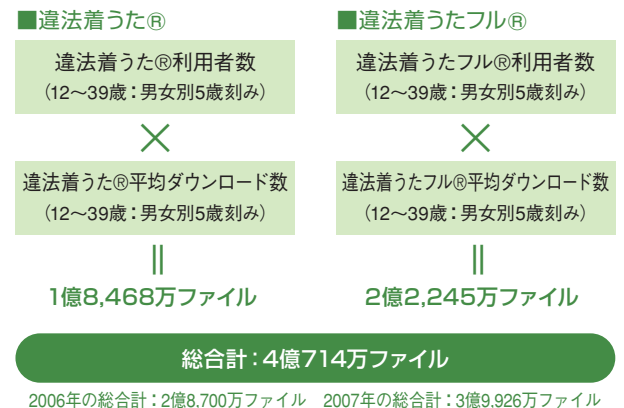 ■違法着うた®
違法着うた®利用者数
（12～39歳：男女別5歳刻み）
×
違法着うた®平均ダウンロード数
（12～39歳：男女別5歳刻み）
||
1億8,468万ファイル
■違法着うたフル®
違法着うたフル®利用者数
（12～39歳：男女別5歳刻み）
×
違法着うたフル®平均ダウンロード数
（12～39歳：男女別5歳刻み）
||
2億2,245万ファイル
総合計：4億714万ファイル
2006年の総合計：2億8,700万ファイル　2007年の総合計：3億9,926万ファイル